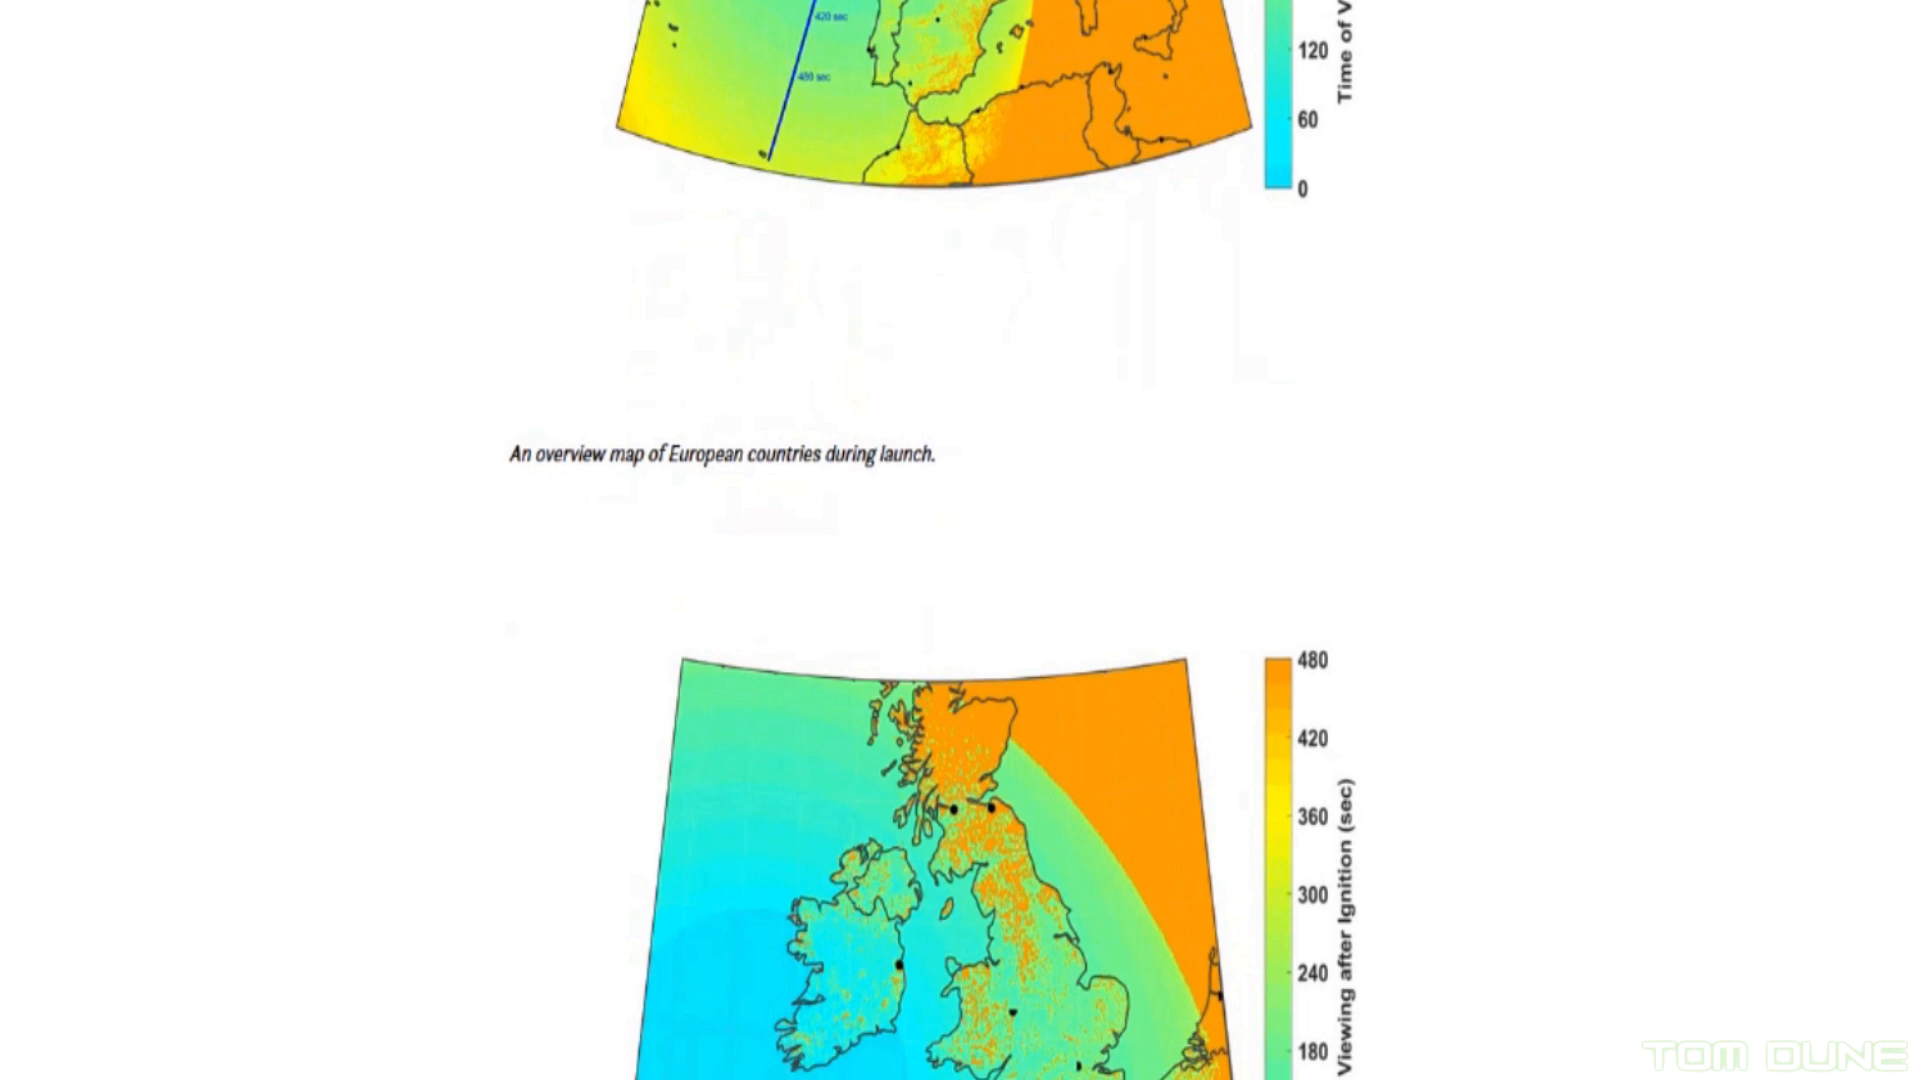 420 sec
480 sec
120
60
0
Time of V
An overview map of European countries during launch.
480
420
360
300
240
180
Viewing after Ignition (sec)
TOM DUNE